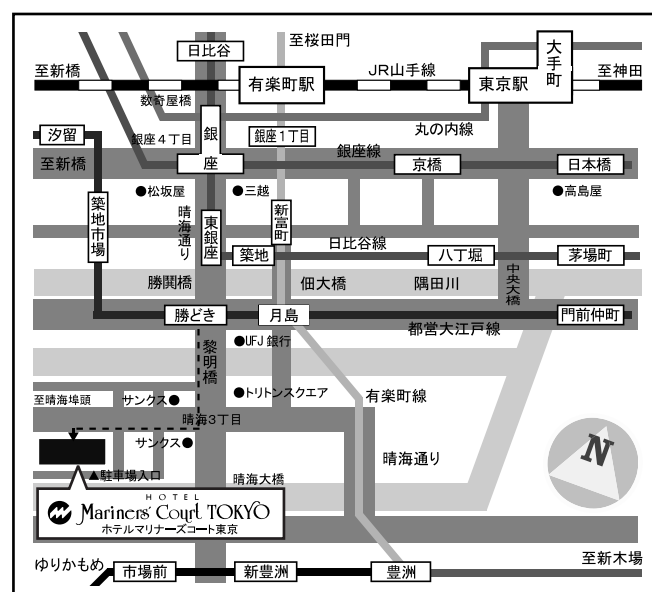 日比谷
至桜田門
大手町
至新橋
有楽町駅
JR山手線
東京駅
至神田
数奇屋橋
丸の内線
汐留
銀座4丁目
銀座
銀座1丁目
銀座線
至新橋
京橋
日本橋
●松坂屋
●三越
●高島屋
築地市場
晴海通り
東銀座
新富町
日比谷線
築地
八丁堀
茅場町
勝鬨橋
佃大橋
隅田川
中央大橋
勝どき
月島
都営大江戸線
門前仲町
黎明橋
●UFJ銀行
●トリトンスクエア
有楽町線
至晴海埠頭
サンクス●
晴海3丁目
サンクス●
晴海通り
N
▲駐車場入口
晴海大橋
HOTEL
Mariners' Court TOKYO
ホテルマリナーズコート東京
ゆりかもめ
市場前
新豊洲
豊洲
至新木場